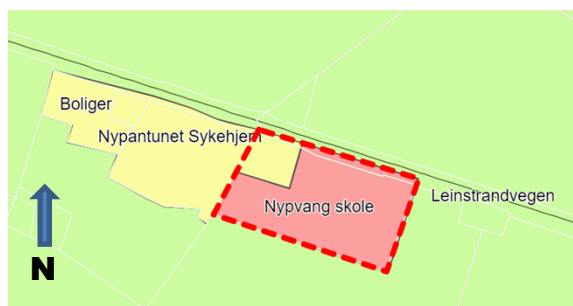 Boliger
Nypantunet Sykehjem
Leinstrandvegen
Nypvang skole
N